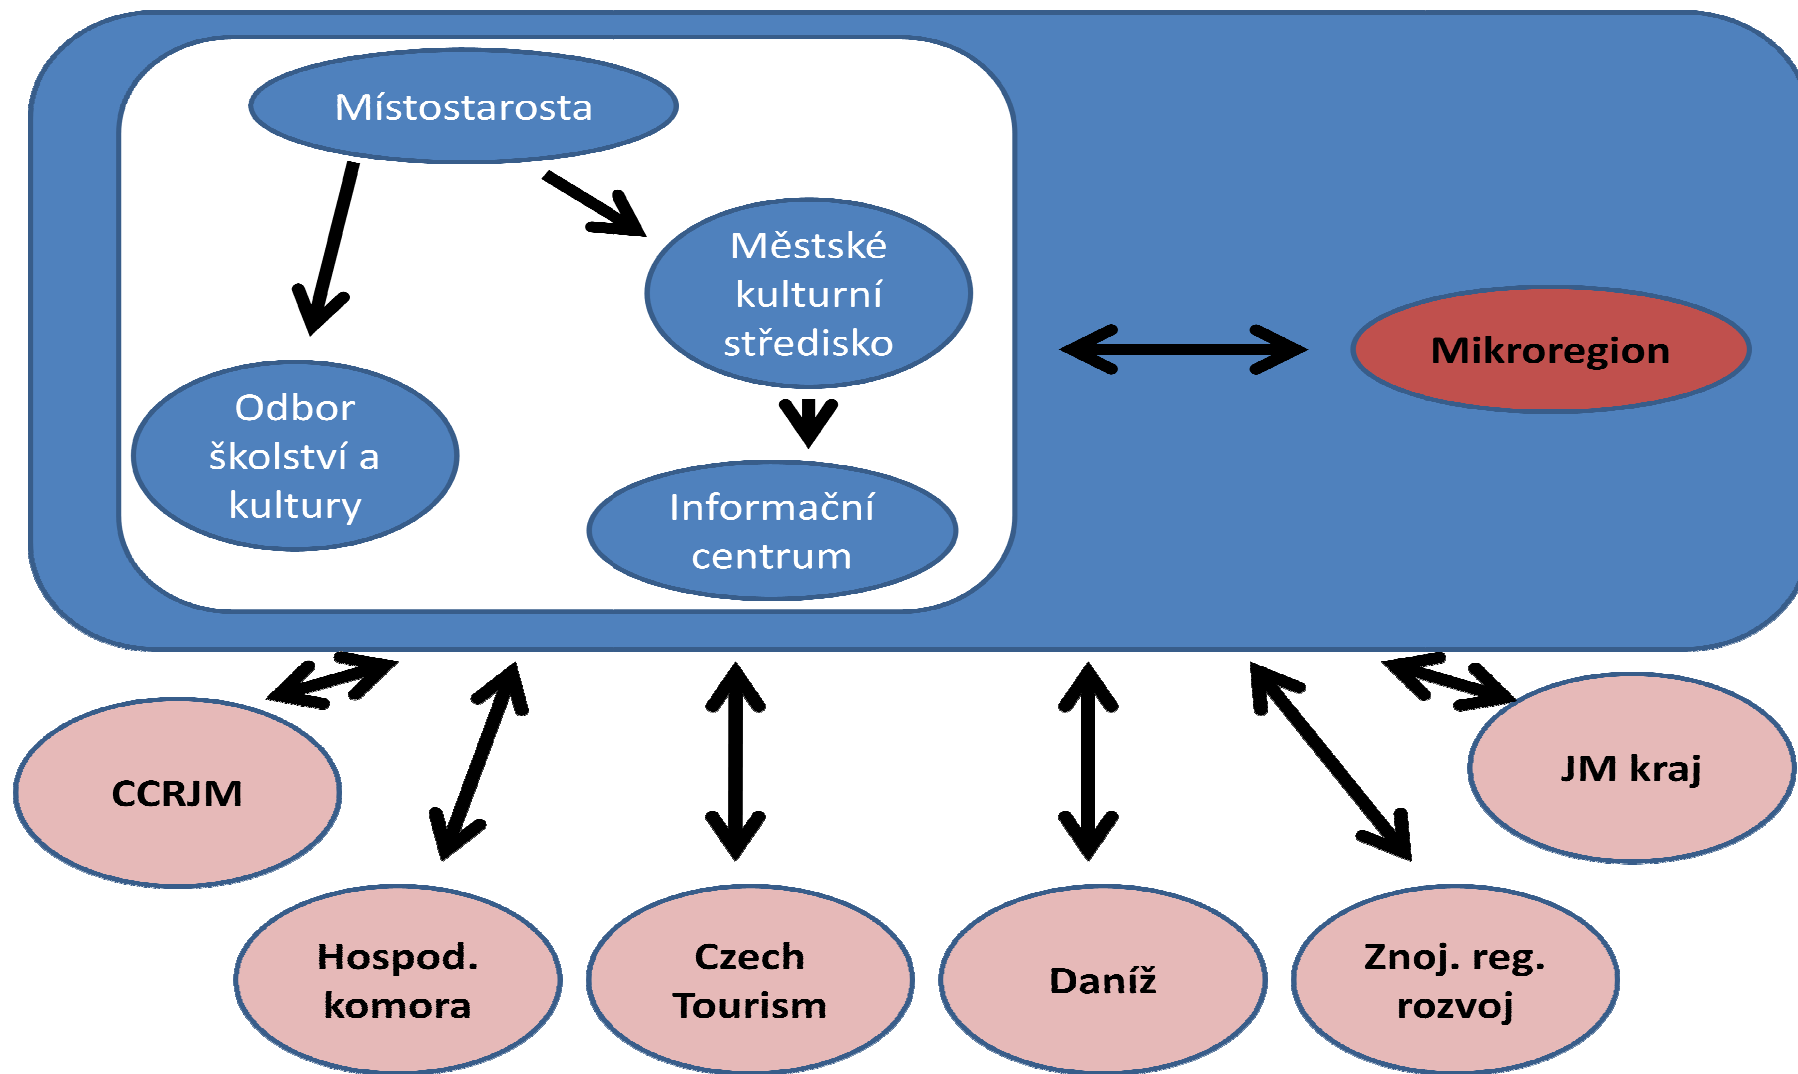 Místostarosta
Městské
kulturní
středisko
Mikroregion
Odbor
školství a
kultury
Informační
centrum
CCRJM
JM kraj
Hospod.
komora
Czech
Tourism
Daníž
Znoj. reg.
rozvoj